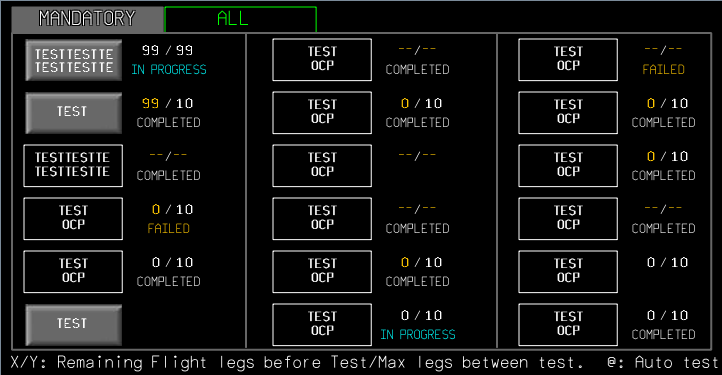 MANDATORY
ALL
TESTTESTTE
TESTTESTTE
99 / 99
IN PROGRESS
TEST
99 / 10
COMPLETED
TESTTESTTE
TESTTESTTE
--/--
COMPLETED
TEST
OCP
0 / 10
FAILED
TEST
OCP
0 / 10
COMPLETED
TEST
TEST
OCP
--/--
COMPLETED
TEST
OCP
0 / 10
COMPLETED
TEST
OCP
--/--
TEST
OCP
--/--
COMPLETED
TEST
OCP
0 / 10
COMPLETED
TEST
OCP
0 / 10
IN PROGRESS
TEST
OCP
--/--
FAILED
TEST
OCP
0 / 10
COMPLETED
TEST
OCP
0 / 10
COMPLETED
TEST
OCP
--/--
COMPLETED
TEST
OCP
0 / 10
TEST
OCP
0 / 10
COMPLETED
X/Y: Remaining Flight legs before Test/Max legs between test. @: Auto test